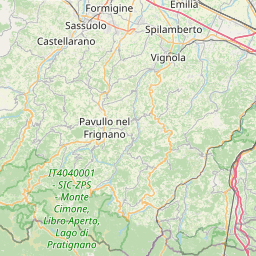 Emilia
Formigine
Sassuolo
Spilamberto
Castellarano
Vignola
Pavullo nel
Frignano
IT4040001
- SIC-ZPS
- Monte
Cimone,
Libro Aperto,
Lago di
Pratignano